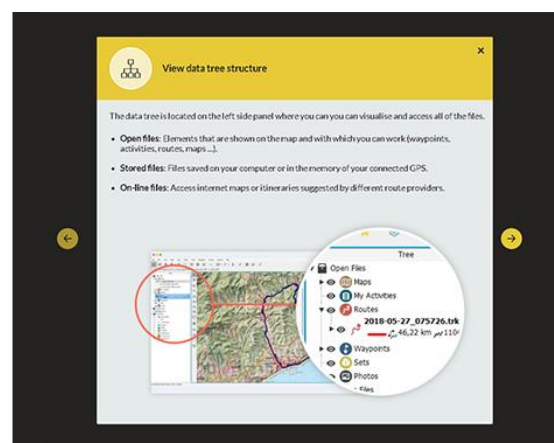 View data tree structure
×
The data tree is located on the left side panel where you can you can visualise and access all of the files.
• Open files: Elements that are shown on the map and with which you can work (waypoints,
activities, routes, maps ...).
• Stored files: Files saved on your computer or in the memory of your connected GPS.
• On-line files: Access internet maps or itineraries suggested by different route providers.
Tree
Open Files
Maps
My Activities
Routes
2018-05-27_075726.trk
46,22 km
Waypoints
Sets
Photos
Files